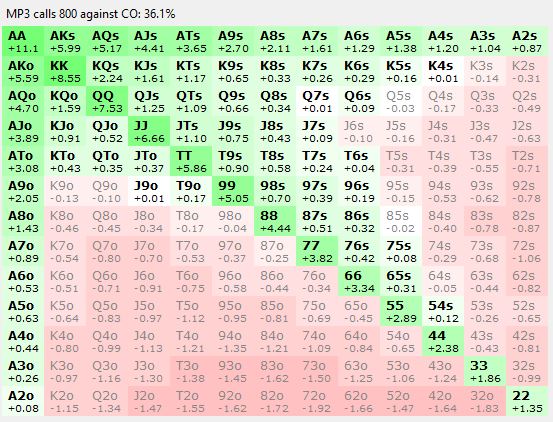 MP3 calls 800 against CO: 36.1%
AA AKs AQs AJs ATs A9s A8s A7s A6s A5s A4s A3s A2s
+11.1 +5.99 +5.17 +4.41 +3.65 +2.70 +2.11 +1.75 +1.29 +1.38 +1.20 +1.04 +0.87
AKo KK KQs KJs KTs K9s K8s K7s K6s K5s K4s K3s K2s
+5.59 +8.55 +2.24 +1.61 +1.17 +0.65 +0.33 +0.26 +0.29 +0.16 +0.01 -0.14 -0.31
AQo KQo QQ QJs QTs Q9s Q8s Q7s Q6s Q5s Q4s Q3s Q2s
+4.70 +1.59 +7.53 +1.25 +1.09 +0.66 +0.34 +0.01 +0.09 -0.03 -0.17 -0.33 -0.49
AJo KJo QJo JJ JTs J9s J8s J7s J6s J5s J4s J3s J2s
+3.89 +0.91 +0.52 +6.66 +1.10 +0.75 +0.43 +0.09 -0.10 -0.16 -0.31 -0.47 -0.63
ATo KTo QTo JTo TT T9s T8s T7s T6s T5s T4s T3s T2s
+3.08 +0.43 +0.35 +0.37 +5.86 +0.90 +0.58 +0.24 +0.04 -0.31 -0.39 -0.55 -0.71
A9o K9o Q9o J9o T9o 99 98s 97s 96s 95s 94s 93s 92s
+2.05 -0.13 -0.10 +0.01 +0.17 +5.05 +0.70 +0.39 +0.19 -0.15 -0.53 -0.62 -0.78
A8o K8o Q8o J8o T8o 98o 88 87s 86s 85s 84s 83s 82s
+1.43 -0.46 -0.45 -0.34 -0.17 -0.04 +4.44 +0.51 +0.32 -0.02 -0.40 -0.78 -0.87
A7o K7o Q7o J7o T7o 97o 87o 77 76s 75s 74s 73s 72s
+0.89 -0.54 -0.80 -0.70 -0.53 -0.37 -0.25 +3.82 +0.42 +0.08 -0.29 -0.68 -1.06
A6o K6o Q6o J6o T6o 96o 86o 76o 66 65s 64s 63s 62s
+0.53 -0.51 -0.71 -0.91 -0.75 -0.58 -0.46 -0.34 +3.34 +0.31 -0.05 -0.44 -0.82
A5o K5o Q5o J5o T5o 95o 85o 75o 65o 55 54s 53s 52s
+0.63 -0.64 -0.83 -0.97 -1.12 -0.95 -0.81 -0.69 -0.45 +2.89 +0.12 -0.26 -0.65
A4o K4o Q4o J4o T4o 94o 84o 74o 64o 54o 44 43s 42s
+0.44 -0.80 -0.99 -1.13 -1.21 -1.35 -1.21 -1.09 -0.84 -0.65 +2.38 -0.43 -0.81
A3o K3o Q3o J3o T3o 93o 83o 73o 63o 53o 43o 33 32s
+0.26 -0.97 -1.16 -1.30 -1.38 -1.45 -1.62 -1.50 -1.25 -1.06 -1.24 +1.86 -0.99
A2o K2o Q2o J2o T2o 92o 82o 72o 62o 52o 42o 32o 22
+0.08 -1.15 -1.34 -1.47 -1.55 -1.62 -1.72 -1.92 -1.66 -1.47 -1.64 -1.83 +1.35